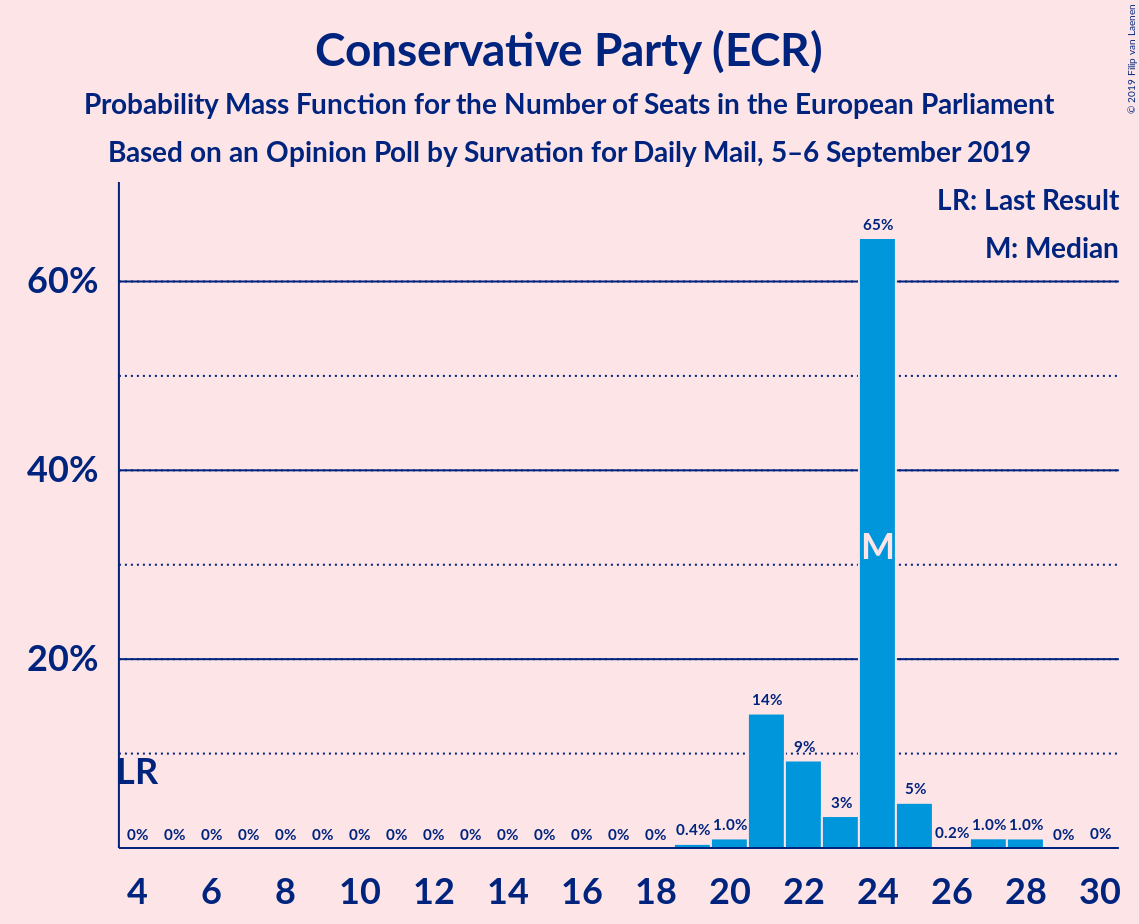 Conservative Party (ECR)
Probability Mass Function for the Number of Seats in the European Parliament
Based on an Opinion Poll by Survation for Daily Mail, 5–6 September 2019
© 2019 Filip van Laenen
LR: Last Result
M: Median
60%
40%
20%
65%
M
14%
9%
3%
5%
LR
0% 0% 0% 0% 0% 0% 0% 0% 0% 0% 0% 0% 0% 0% 0% 0.4% 1.0% 0.2% 1.0% 1.0% 0% 0%
4 6 8 10 12 14 16 18 20 22 24 26 28 30